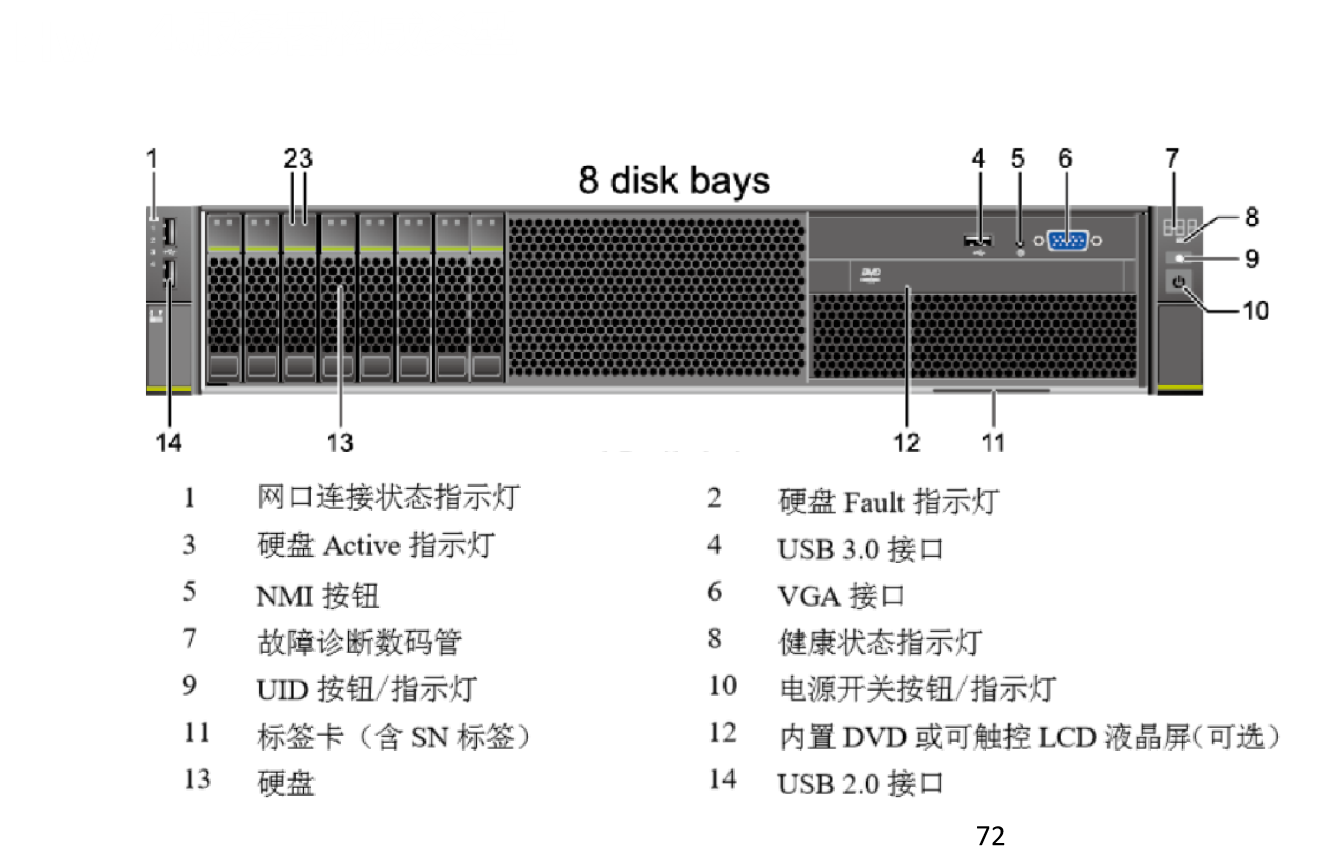 1 23 4 5 6 7
8 disk bays
8
1
2
3
4
9
DVD
10
14 13 12 11
1 网口连接状态指示灯 2 硬盘 Fault 指示灯
3 硬盘 Active 指示灯 4 USB 3.0 接口
5 NMI 按钮 6 VGA 接口
7 故障诊断数码管 8 健康状态指示灯
9 UID 按钮/指示灯 10 电源开关按钮/指示灯
11 标签卡（含 SN 标签） 12 内置 DVD 或可触控 LCD 液晶屏(可选）
13 硬盘 14 USB 2.0 接口
72